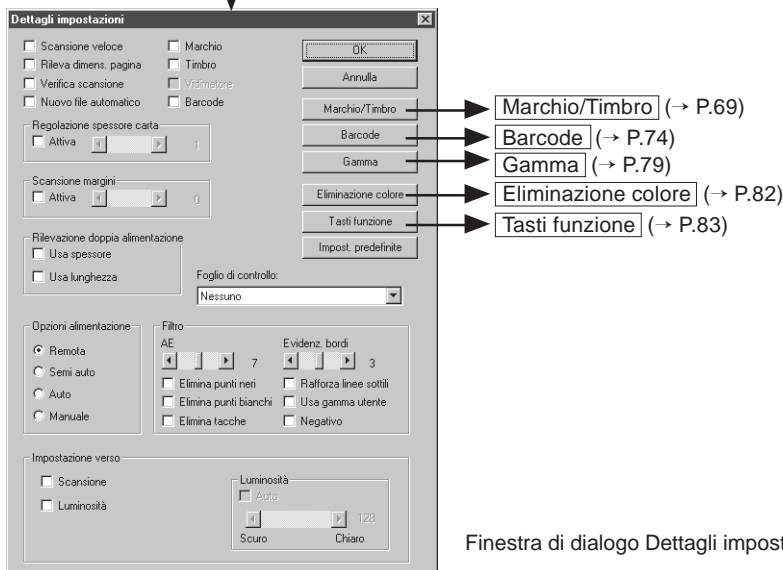 Dettagli impostazioni
Scansione veloce
Rileva dimens. pagina
Verifica scansione
Nuovo file automatico
Marchio
Timbro
Vidimatore
Barcode
OK
Annulla
Marchio/Timbro
Barcode
Gamma
Eliminazione colore
Tasti funzione
Impost. predefinite
Marchio/Timbro (→ P.69)
Barcode (→ P.74)
Gamma (→ P.79)
Eliminazione colore (→ P.82)
Tasti funzione (→ P.83)
Regolazione spessore carta
Attiva 1
Scansione margini
Attiva 0
Rilevazione doppia alimentazione
Usa spessore
Usa lunghezza
Foglio di controllo:
Nessuno
Opzioni alimentazione
Remota
Semi auto
Auto
Manuale
Filtro
AE
7
Elimina punti neri
Elimina punti bianchi
Elimina tacche
Evidenz. bordi
3
Rafforza linee sottili
Usa gamma utente
Negativo
Impostazione verso
Scansione
Luminosità
Luminosità
Auto
128
Scuro Chiaro
Finestra di dialogo Dettagli impost